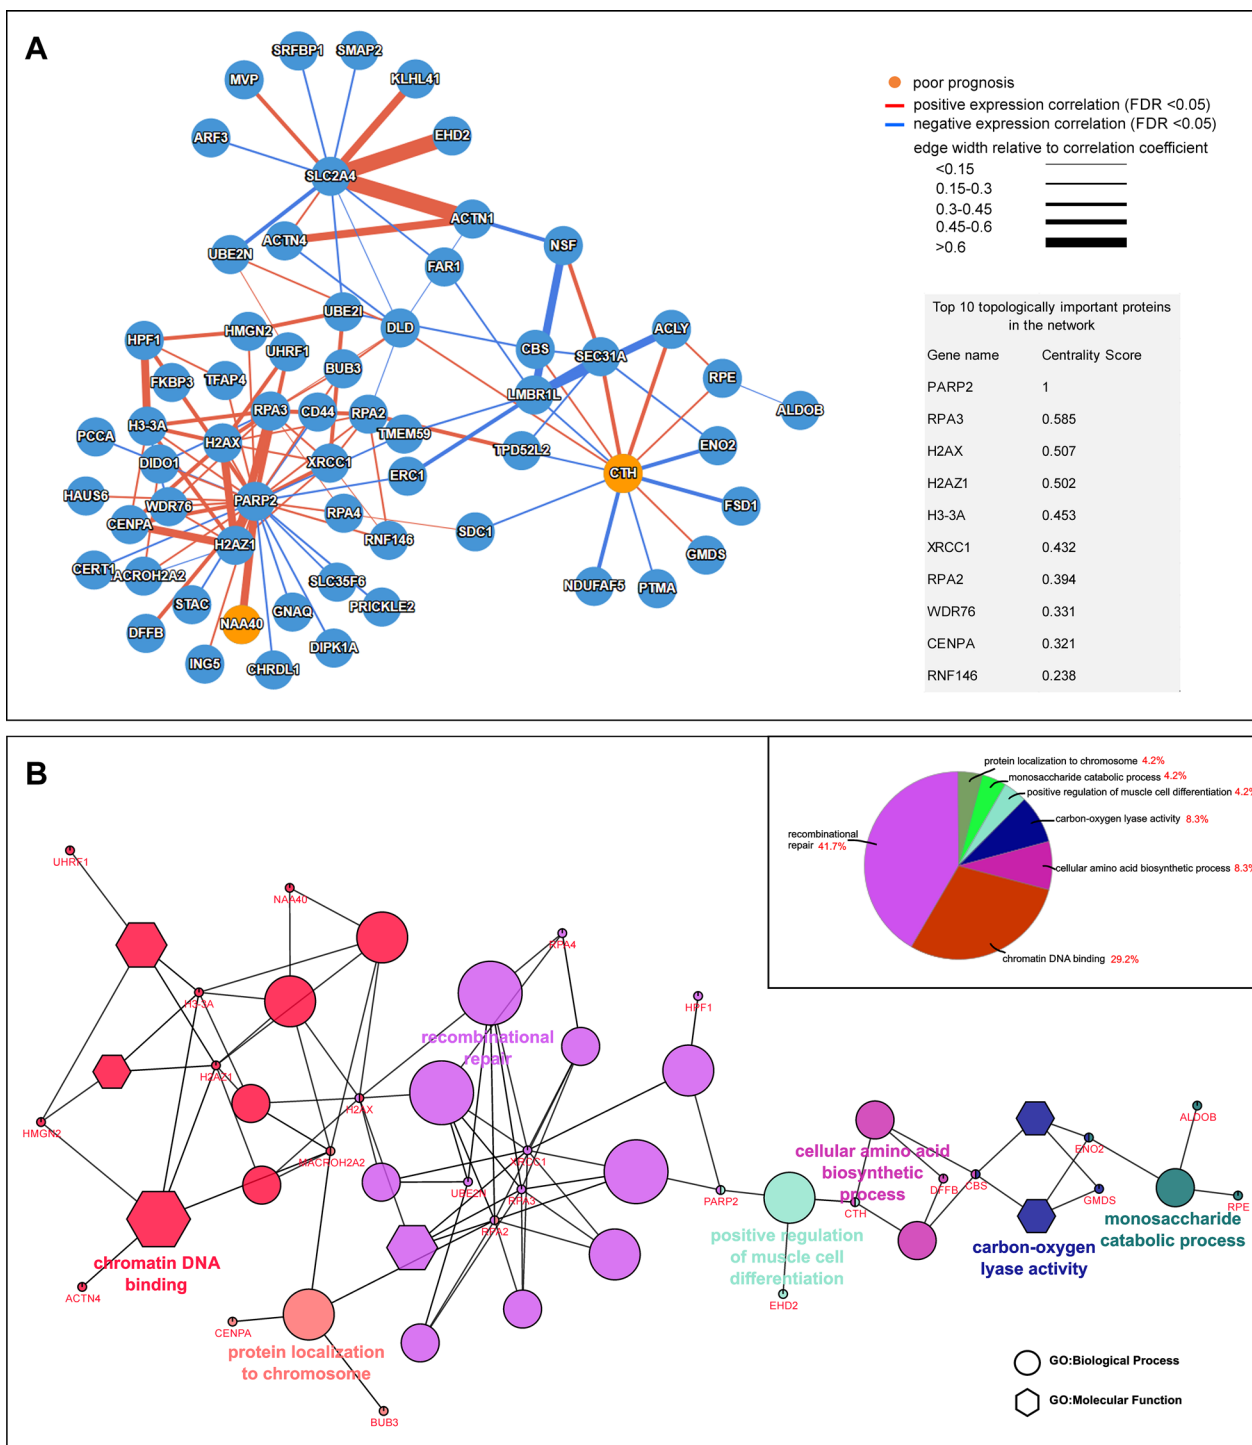 A
SRFBP1
SMAP2
MVP
KLHL41
ARF3
EHD2
SLC2A4
ACTN1
ACTN4
UBE2N
NSF
FAR1
UBE2I
DLD
HPF1
HMGN2
UHRF1
CBS
SEC31A
ACLY
FKBP3
TFAP4
BUB3
LMBR1L
RPE
ALDOB
H3-3A
RPA3
CD44
RPA2
PCCA
H2AX
TMEM59
TPD52L2
ENO2
DIDO1
XRCC1
ERC1
CTH
HAUS6
WDR76
PARP2
RPA4
FSD1
CENPA
H2AZ1
RNF146
SDC1
GMDS
CERT1
ACROH2A2
SLC35F6
NDUFAF5
PTMA
STAC
GNAQ
PRICKLE2
DFFB
NAA40
DIPK1A
ING5
CHRDL1
poor prognosis
positive expression correlation (FDR <0.05)
negative expression correlation (FDR <0.05)
edge width relative to correlation coefficient
<0.15
0.15-0.3
0.3-0.45
0.45-0.6
>0.6
Top 10 topologically important proteins
in the network
Gene name Centrality Score
PARP2 1
RPA3 0.585
H2AX 0.507
H2AZ1 0.502
H3-3A 0.453
XRCC1 0.432
RPA2 0.394
WDR76 0.331
CENPA 0.321
RNF146 0.238
B
protein localization to chromosome 4.2%
monosaccharide catabolic process 4.2%
positive regulation of muscle cell differentiation 4.2%
carbon-oxygen lyase activity 8.3%
cellular amino acid biosynthetic process 8.3%
chromatin DNA binding 29.2%
recombinational
repair 41.7%
UHRF1
NAA40
RPA4
H3-3A
HPF1
recombinational
repair
H2AZ1
H2AX
HMGN2
MACROH2A2
XRCC1
UBE2N
RPA3
RPA2
PARP2
cellular amino acid
biosynthetic
process
CTH
DFFB
CBS
ENO2
GMDS
ALDOB
RPE
monosaccharide
catabolic process
carbon-oxygen
lyase activity
positive regulation
of muscle cell
differentiation
EHD2
chromatin DNA
binding
ACTN4
CENPA
protein localization
to chromosome
BUB3
GO:Biological Process
GO:Molecular Function